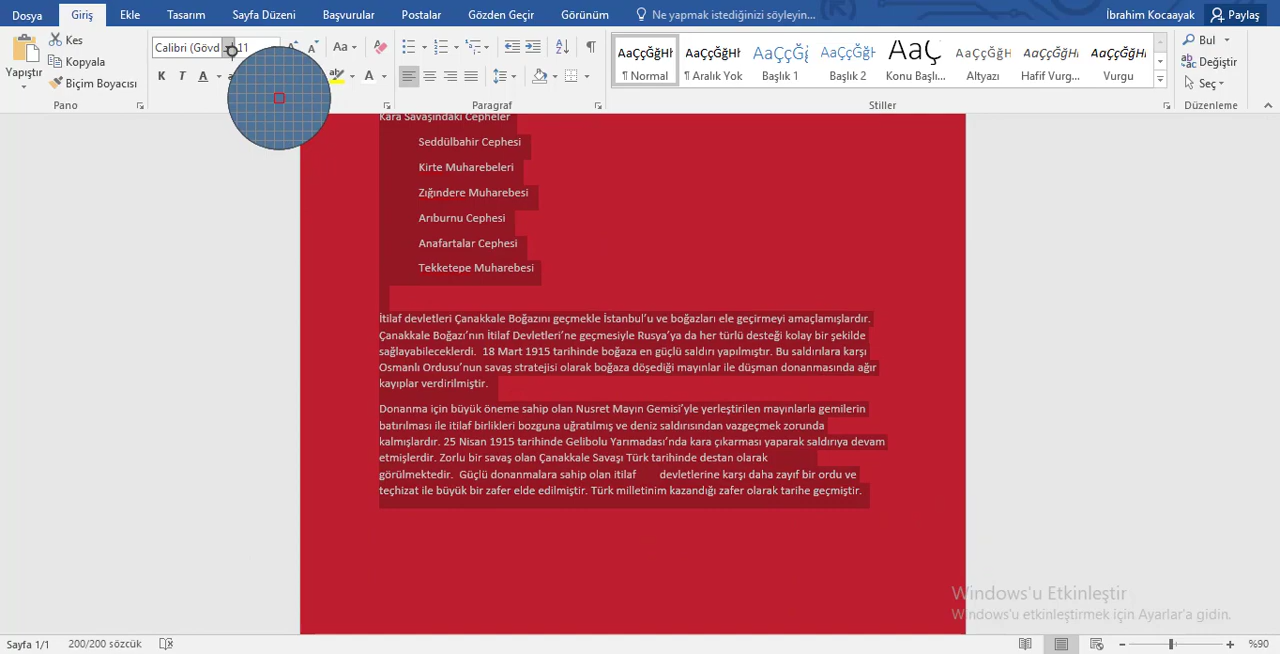 Dosya Giriş Ekle Tasarım Sayfa Düzeni Başvurular Postalar Gözden Geçir Görünüm Ne yapmak istediğinizi söyleyin... İbrahim Kocaayak Paylaş
Yapıştır
Kes
Kopyala
Biçim Boyacısı
Pano
Calibri (Gövd 11
Aa
K T A
A
Paragraf
AaÇçĞğHł AaÇçĞğHł AaÇçĞğH AaÇçĞğH AaÇ AaÇçĞğH AaÇçĞğHł AaÇçĞğHł
¶ Normal ¶ Aralık Yok Başlık 1 Başlık 2 Konu Başlı... Altyazı Hafif Vurg... Vurgu
Stiller
Bul
Değiştir
Seç
Düzenleme
Kara Savaşındaki Cepheler
Seddülbahir Cephesi
Kirte Muharebeleri
Zığındere Muharebesi
Arıburnu Cephesi
Anafartalar Cephesi
Tekketepe Muharebesi
İtilaf devletleri Çanakkale Boğazını geçmekle İstanbul’u ve boğazları ele geçirmeyi amaçlamışlardır.
Çanakkale Boğazı’nın İtilaf Devletleri’ne geçmesiyle Rusya’ya da her türlü desteği kolay bir şekilde
sağlayabileceklerdi. 18 Mart 1915 tarihinde boğaza en güçlü saldırı yapılmıştır. Bu saldırılara karşı
Osmanlı Ordusu’nun savaş stratejisi olarak boğaza döşediği mayınlar ile düşman donanmasında ağır
kayıplar verdirilmiştir.
Donanma için büyük öneme sahip olan Nusret Mayın Gemisi’yle yerleştirilen mayınlarla gemilerin
batırılması ile itilaf birlikleri bozguna uğratılmış ve deniz saldırısından vazgeçmek zorunda
kalmışlardır. 25 Nisan 1915 tarihinde Gelibolu Yarımadası’nda kara çıkarması yaparak saldırıya devam
etmişlerdir. Zorlu bir savaş olan Çanakkale Savaşı Türk tarihinde destan olarak
görülmektedir. Güçlü donanmalara sahip olan itilaf devletlerine karşı daha zayıf bir ordu ve
teçhizat ile büyük bir zafer elde edilmiştir. Türk milletinim kazandığı zafer olarak tarihe geçmiştir.
Windows'u Etkinleştir
Windows'u etkinleştirmek için Ayarlar'a gidin.
Sayfa 1/1 200/200 sözcük %90